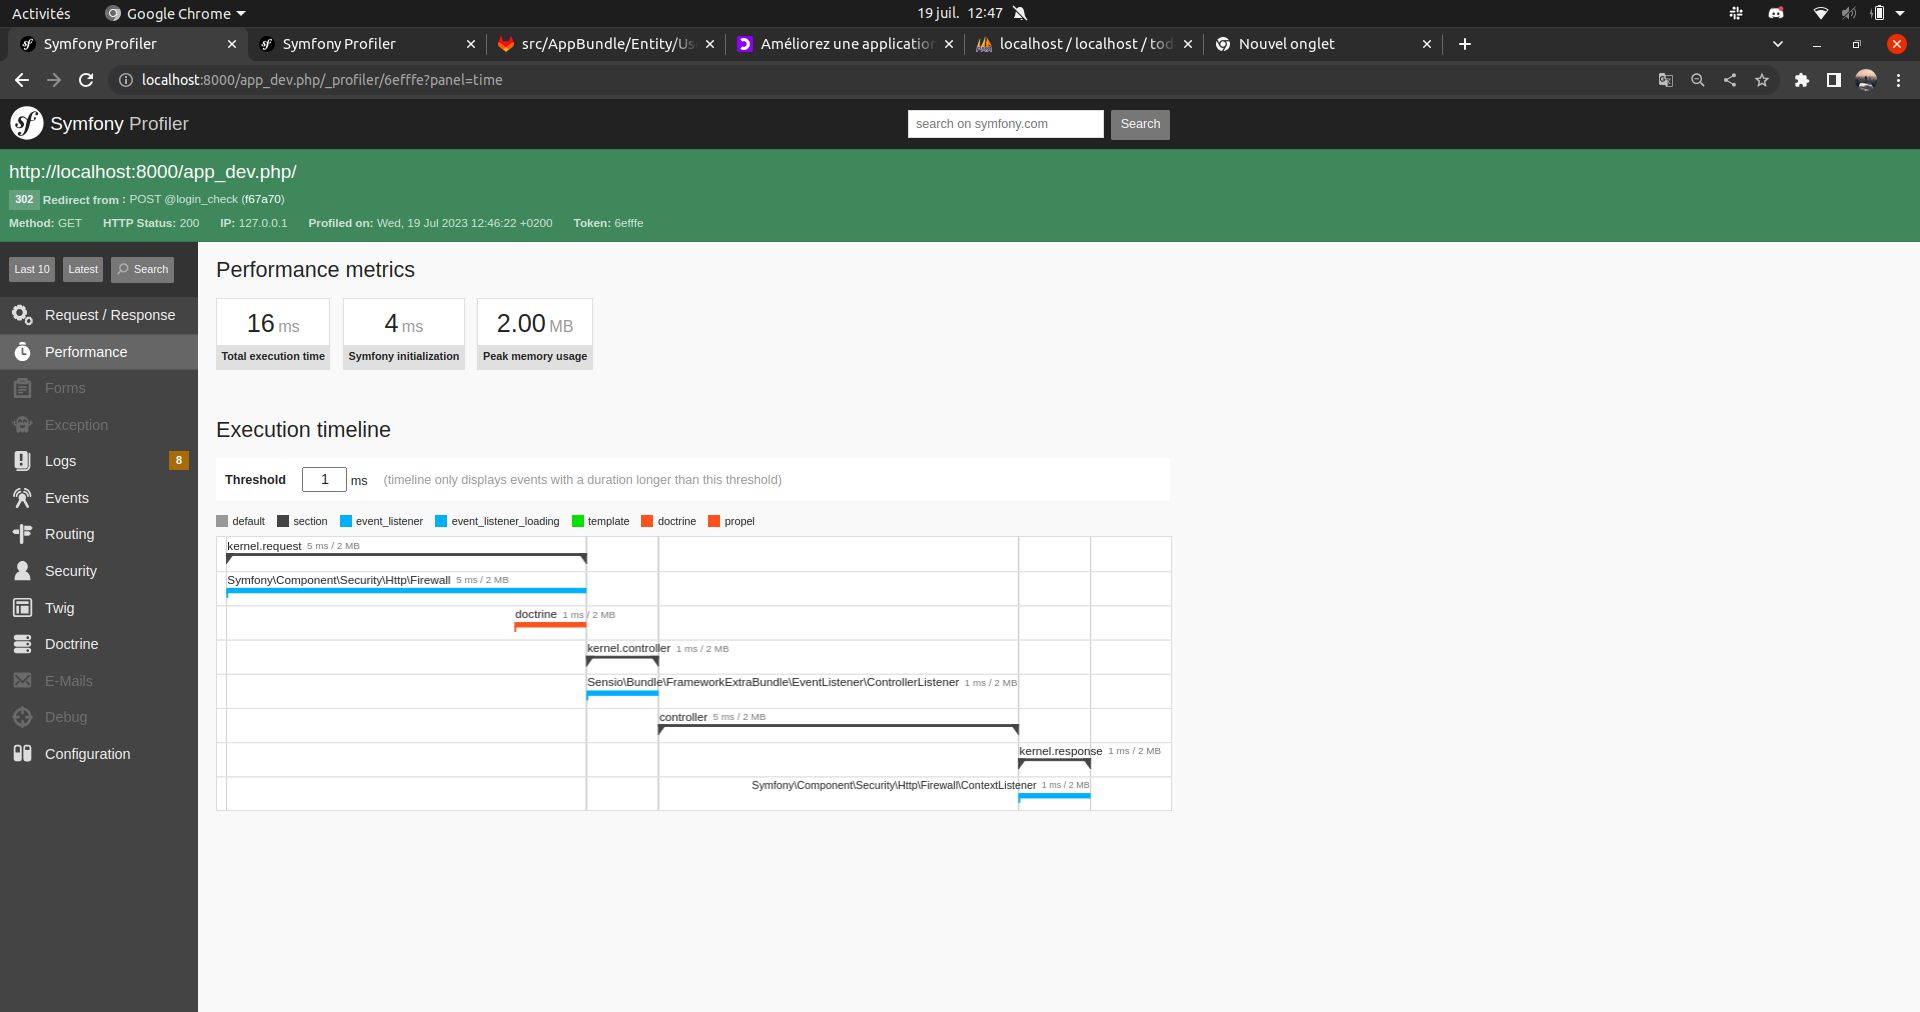 Activités Google Chrome 19 juil. 12:47
Symfony Profiler Symfony Profiler src/AppBundle/Entity/Us Améliorez une application localhost / localhost / tod Nouvel onglet
localhost:8000/app_dev.php/_profiler/6efffe?panel=time
sf Symfony Profiler search on symfony.com Search
http://localhost:8000/app_dev.php/
302 Redirect from : POST @login_check (f67a70)
Method: GET HTTP Status: 200 IP: 127.0.0.1 Profiled on: Wed, 19 Jul 2023 12:46:22 +0200 Token: 6efffe
Last 10 Latest Search
Request / Response
Performance
Forms
Exception
Logs 8
Events
Routing
Security
Twig
Doctrine
E-Mails
Debug
Configuration
Performance metrics
16 ms 4 ms 2.00 MB
Total execution time Symfony initialization Peak memory usage
Execution timeline
Threshold 1 ms (timeline only displays events with a duration longer than this threshold)
default section event_listener event_listener_loading template doctrine propel
kernel.request 5 ms / 2 MB
Symfony\Component\Security\Http\Firewall 5 ms / 2 MB
doctrine 1 ms / 2 MB
kernel.controller 1 ms / 2 MB
Sensio\Bundle\FrameworkExtraBundle\EventListener\ControllerListener 1 ms / 2 MB
controller 5 ms / 2 MB
kernel.response 1 ms / 2 MB
Symfony\Component\Security\Http\Firewall\ContextListener 1 ms / 2 MB